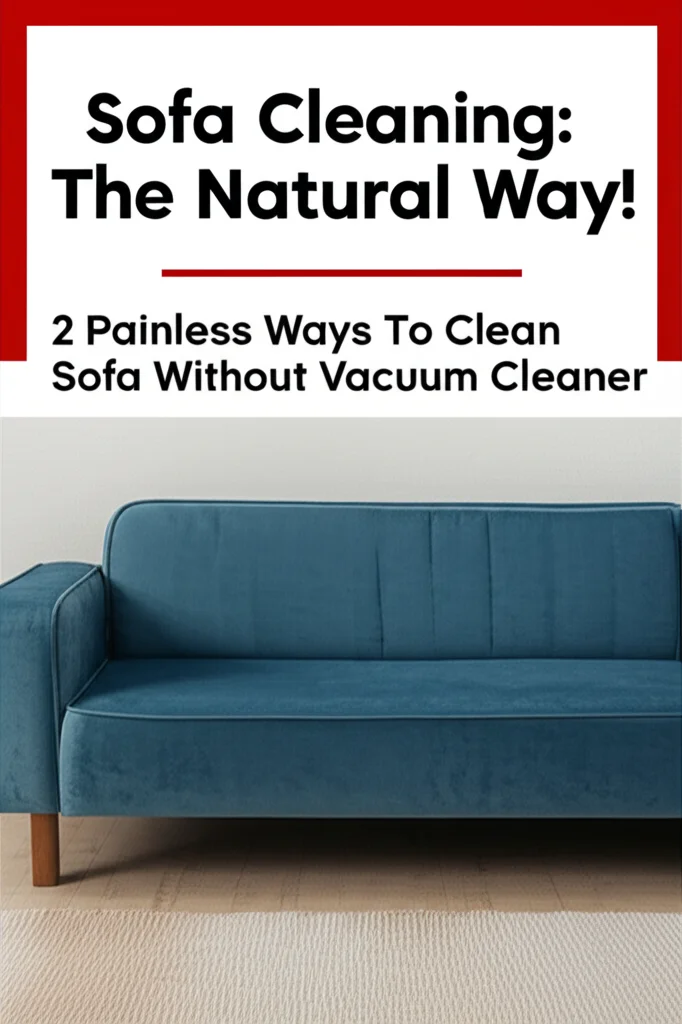 Sofa Cleaning:
The Natural Way!
2 Painless Ways To Clean
Sofa Without Vacuum Cleaner